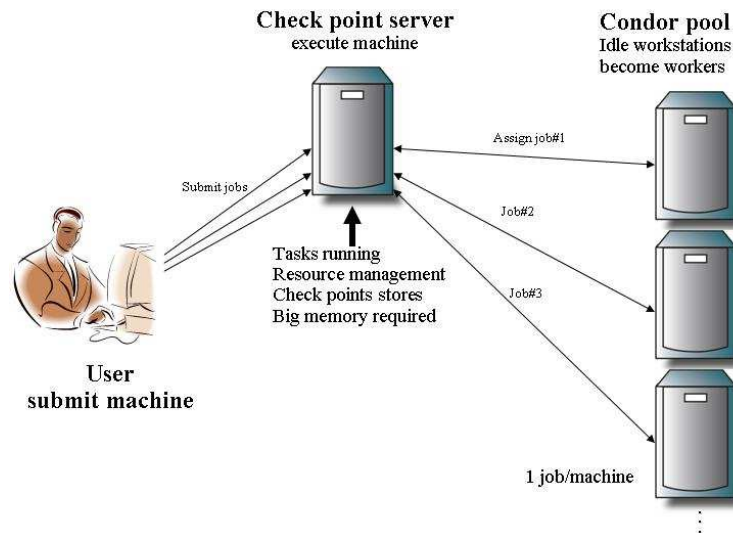 Check point server
execute machine
Condor pool
Idle workstations
become workers
Assign job#1
Submit jobs
Job#2
Tasks running
Resource management
Check points stores
Big memory required
Job#3
User
submit machine
1 job/machine